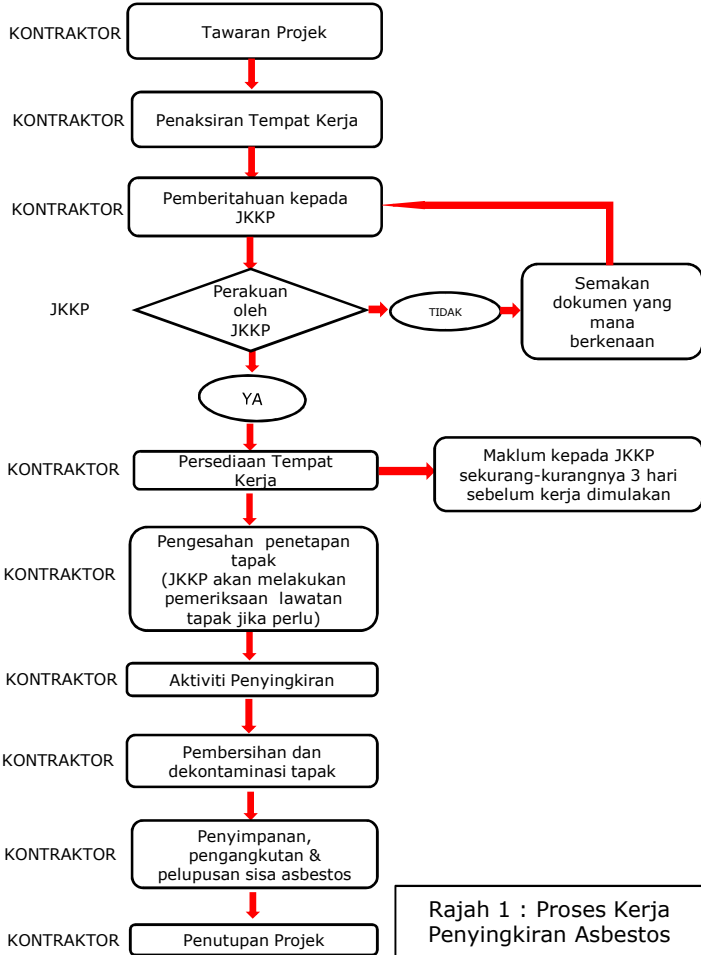 KONTRAKTOR
Tawaran Projek
KONTRAKTOR
Penaksiran Tempat Kerja
KONTRAKTOR
Pemberitahuan kepada
JKKP
JKKP
Perakuan
oleh
JKKP
TIDAK
Semakan
dokumen yang
mana
berkenaan
YA
KONTRAKTOR
Persediaan Tempat
Kerja
Maklum kepada JKKP
sekurang-kurangnya 3 hari
sebelum kerja dimulakan
KONTRAKTOR
Pengesahan penetapan
tapak
(JKKP akan melakukan
pemeriksaan lawatan
tapak jika perlu)
KONTRAKTOR
Aktiviti Penyingkiran
KONTRAKTOR
Pembersihan dan
dekontaminasi tapak
KONTRAKTOR
Penyimpanan,
pengangkutan &
pelupusan sisa asbestos
KONTRAKTOR
Penutupan Projek
Rajah 1 : Proses Kerja
Penyingkiran Asbestos